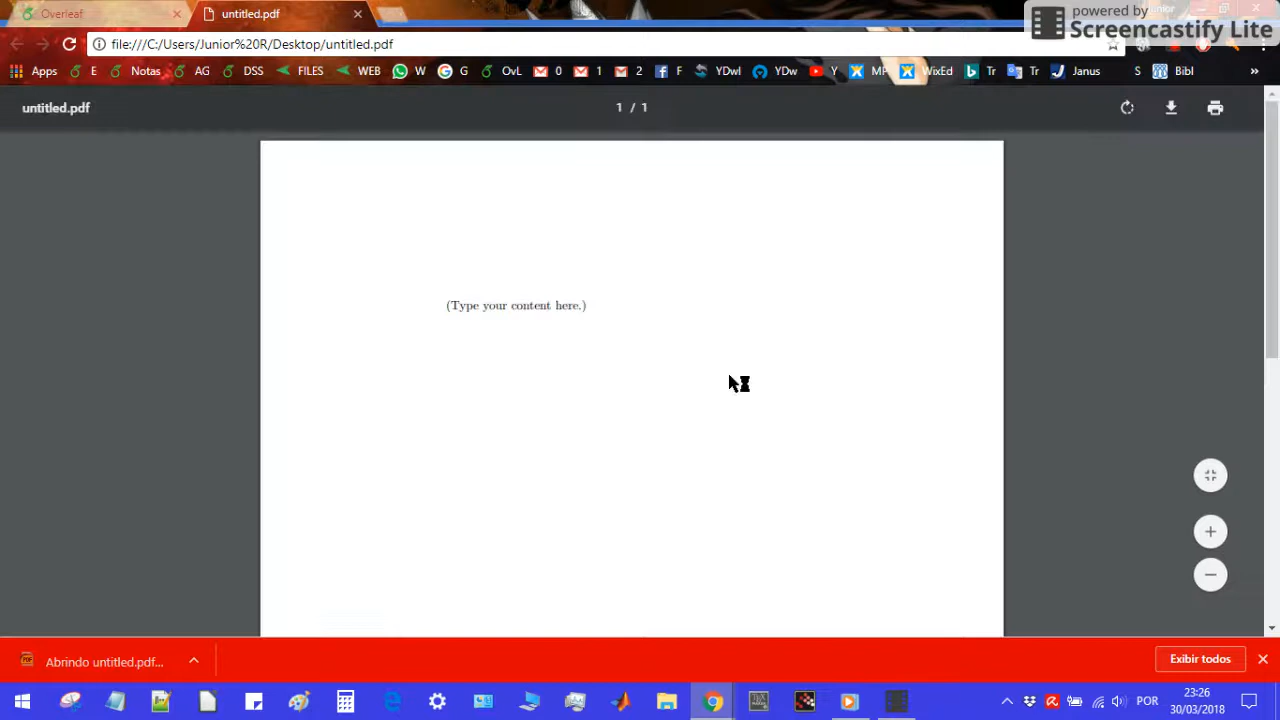 Overleaf
untitled.pdf
powered by
Screencastify Lite
file:///C:/Users/Junior%20R/Desktop/untitled.pdf
Apps E Notas AG DSS FILES WEB W G OvL 0 1 2 F YDwl YDw Y MP WixEd Tr Tr Janus S Bibl »
untitled.pdf
1 / 1
(Type your content here.)
Abrindo untitled.pdf...
Exibir todos
POR
23:26
30/03/2018